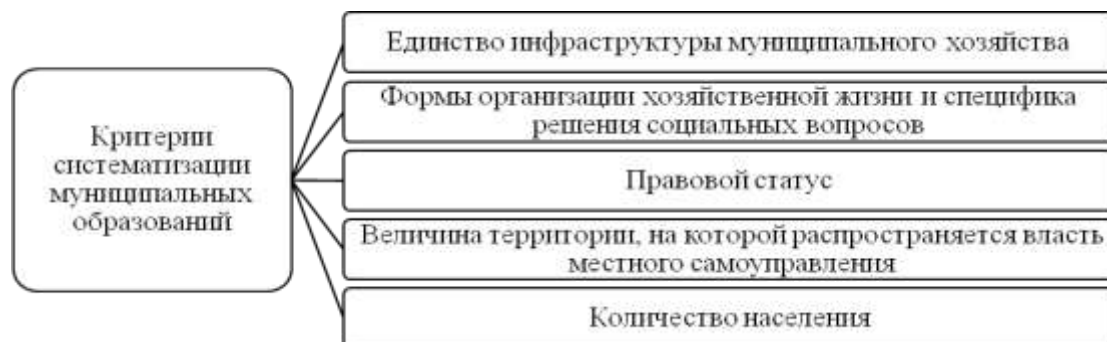 Критерии
систематизации
муниципальных
образований
Единство инфраструктуры муниципального хозяйства
Формы организации хозяйственной жизни и специфика
решения социальных вопросов
Правовой статус
Величина территории, на которой распространяется власть
местного самоуправления
Количество населения